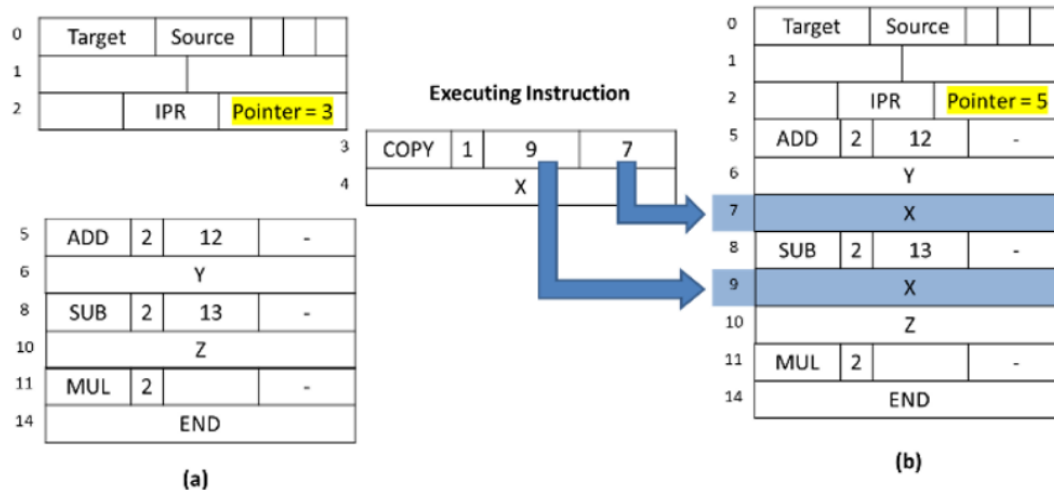 0 Target Source
1
2 IPR Pointer = 3
5 ADD 2 12 -
6 Y
8 SUB 2 13 -
10 Z
11 MUL 2 -
14 END
(a)
Executing Instruction
3 COPY 1 9 7
4 X
0 Target Source
1
2 IPR Pointer = 5
5 ADD 2 12 -
6 Y
7 X
8 SUB 2 13 -
9 X
10 Z
11 MUL 2 -
14 END
(b)